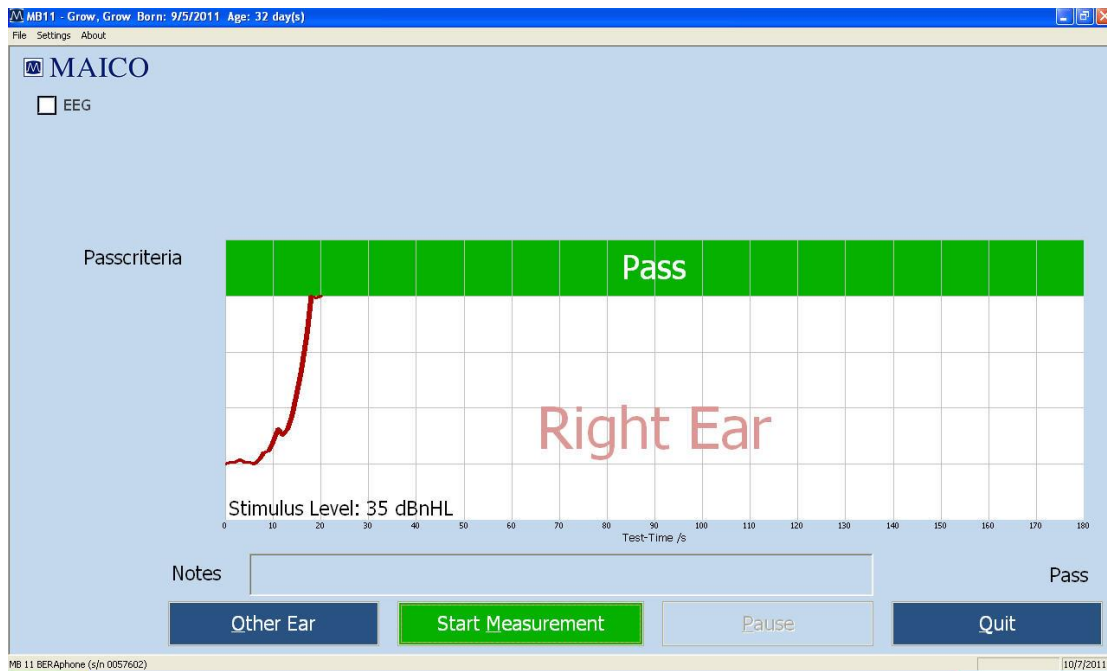 MB11 - Grow, Grow Born: 9/5/2011 Age: 32 day(s)
File Settings About
MAICO
EEG
Passcriteria
Pass
Right Ear
Stimulus Level: 35 dBnHL
0 10 20 30 40 50 60 70 80 90 100 110 120 130 140 150 160 170 180
Test-Time /s
Notes
Pass
Other Ear Start Measurement Pause Quit
MB 11 BERAphone (s/n 0057602) 10/7/2011